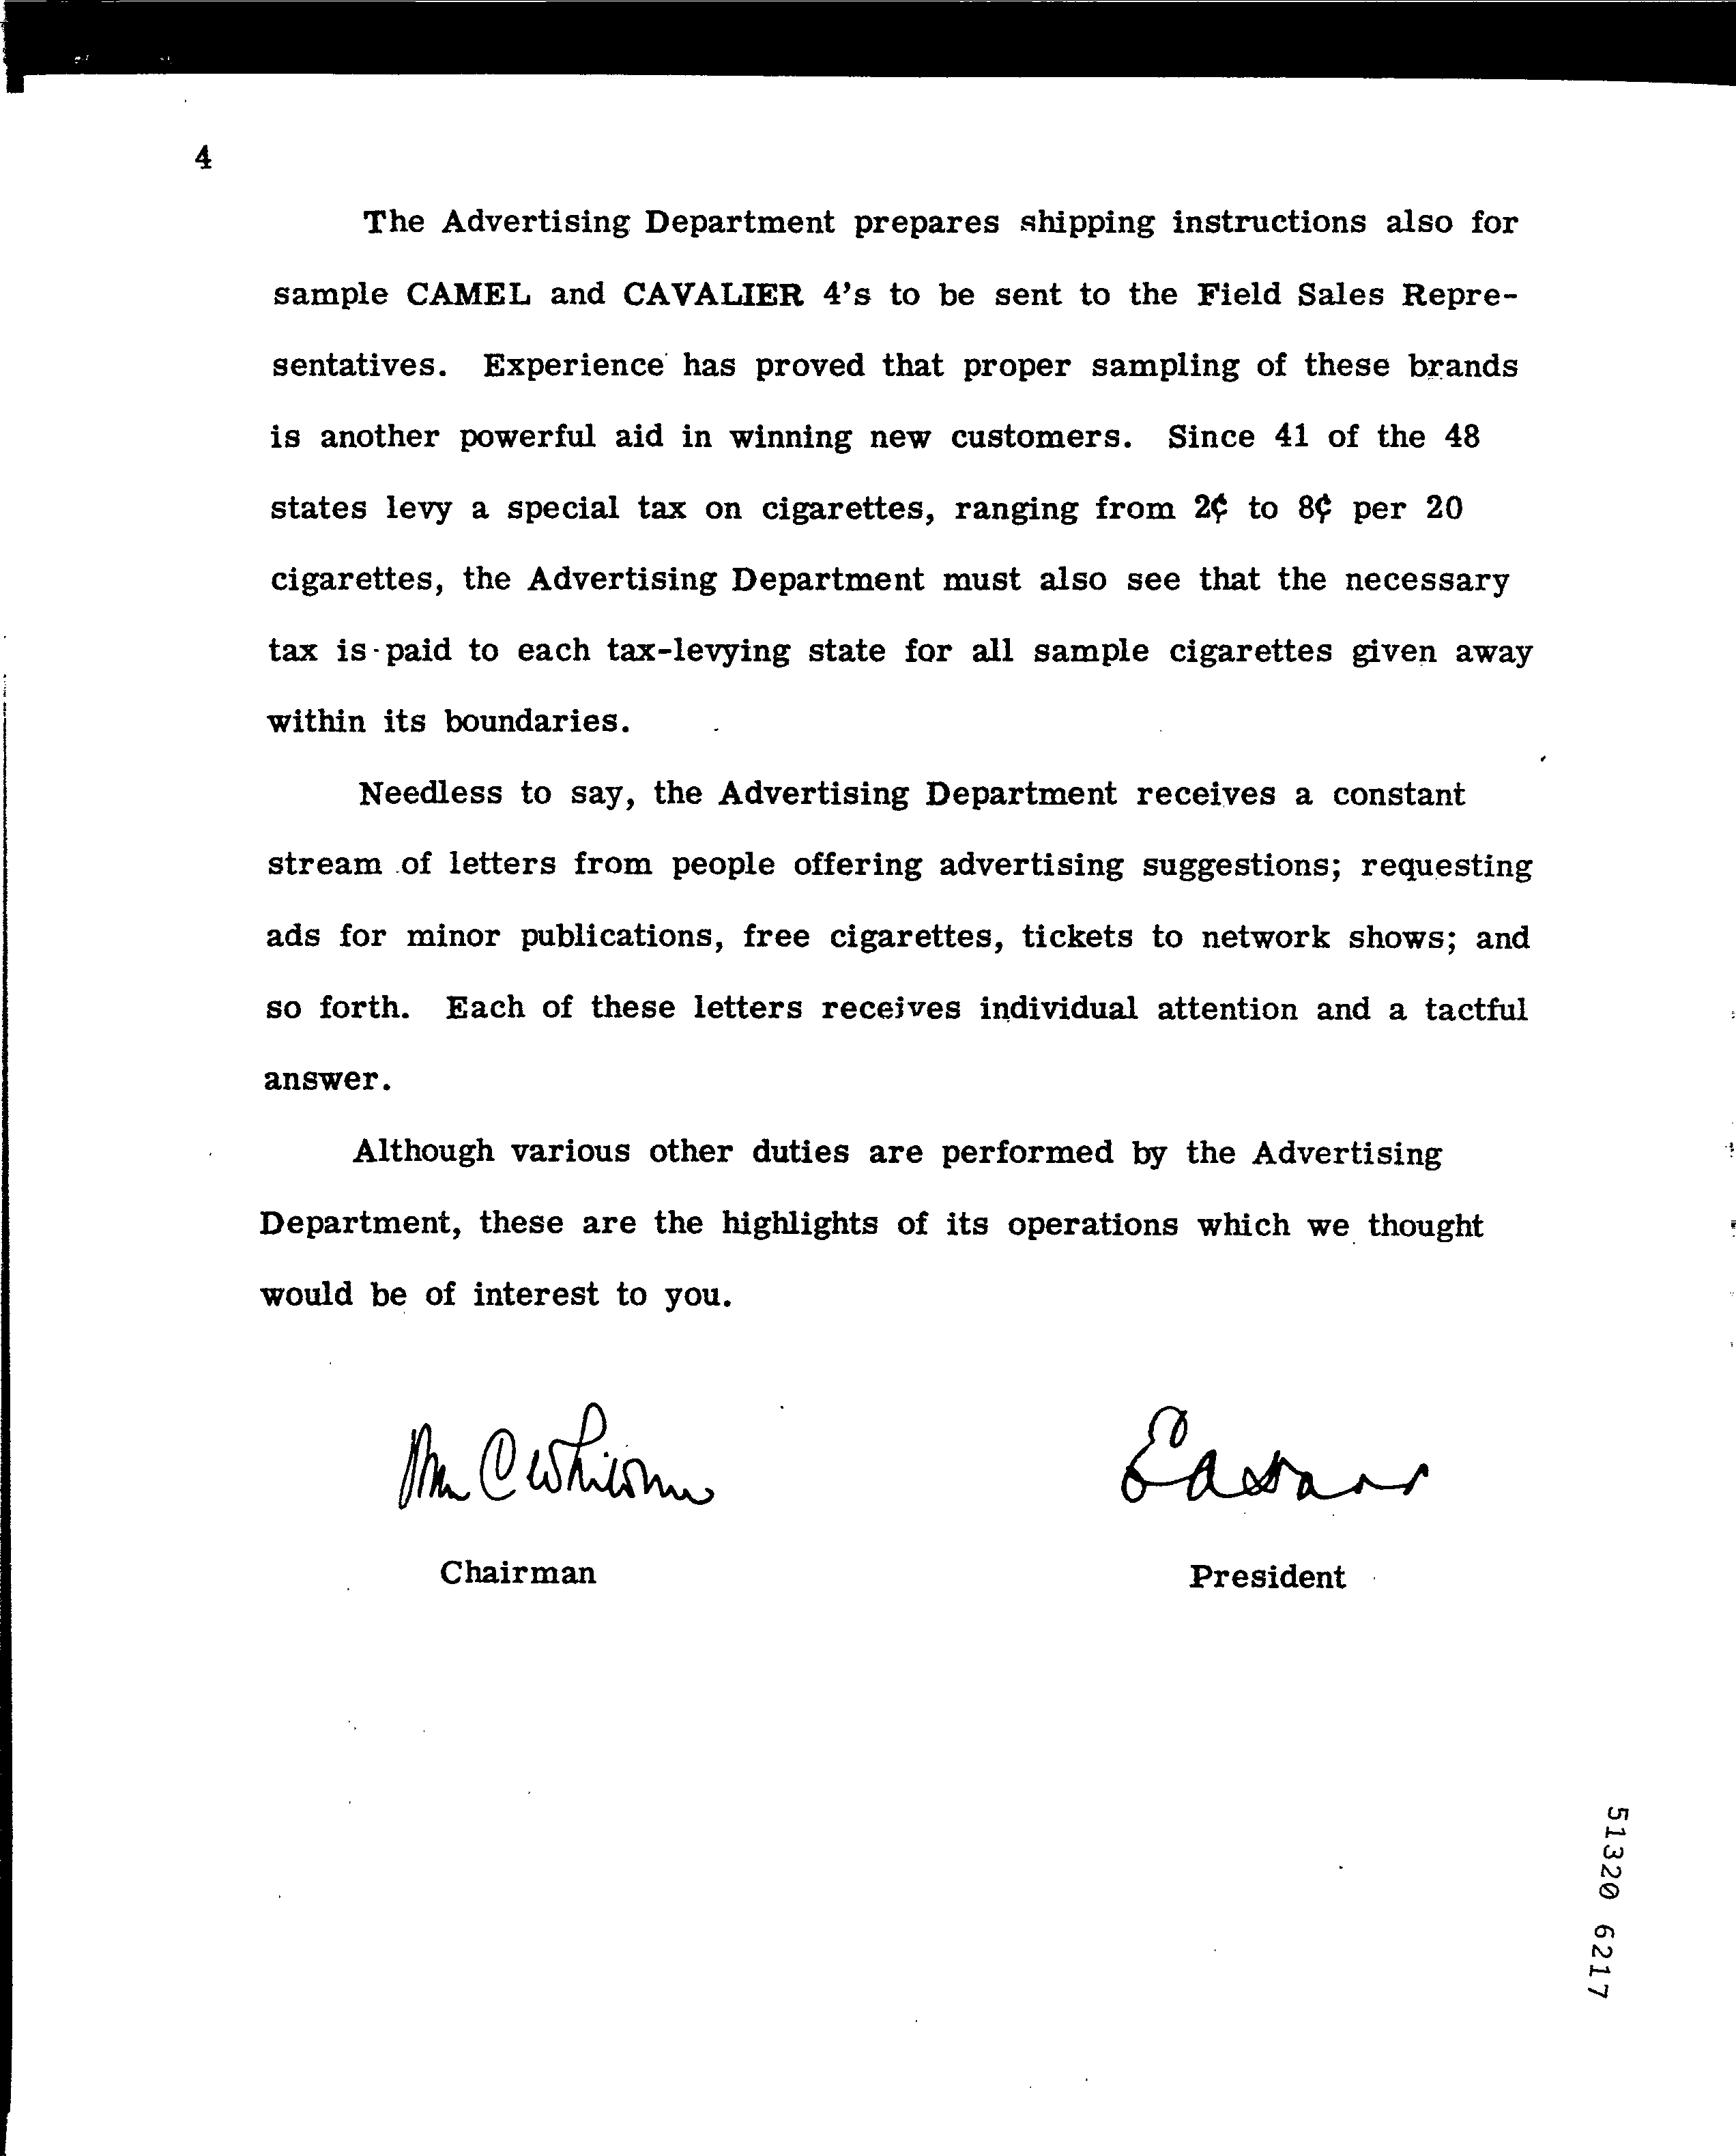 4
The Advertising Department prepares shipping instructions also for
sample CAMEL and CAVALIER 4's to be sent to the Field Sales Repre-
sentatives. Experience has proved that proper sampling of these brands
is another powerful aid in winning new customers. Since 41 of the 48
states levy a special tax on cigarettes, ranging from 2¢ to 8¢ per 20
cigarettes, the Advertising Department must also see that the necessary
tax is paid to each tax-levying state for all sample cigarettes given away
within its boundaries.
Needless to say, the Advertising Department receives a constant
stream of letters from people offering advertising suggestions; requesting
ads for minor publications, free cigarettes, tickets to network shows; and
so forth. Each of these letters receives individual attention and a tactful
answer.
Although various other duties are performed by the Advertising
Department, these are the highlights of its operations which we thought
would be of interest to you.
Chairman
President
51320 6217